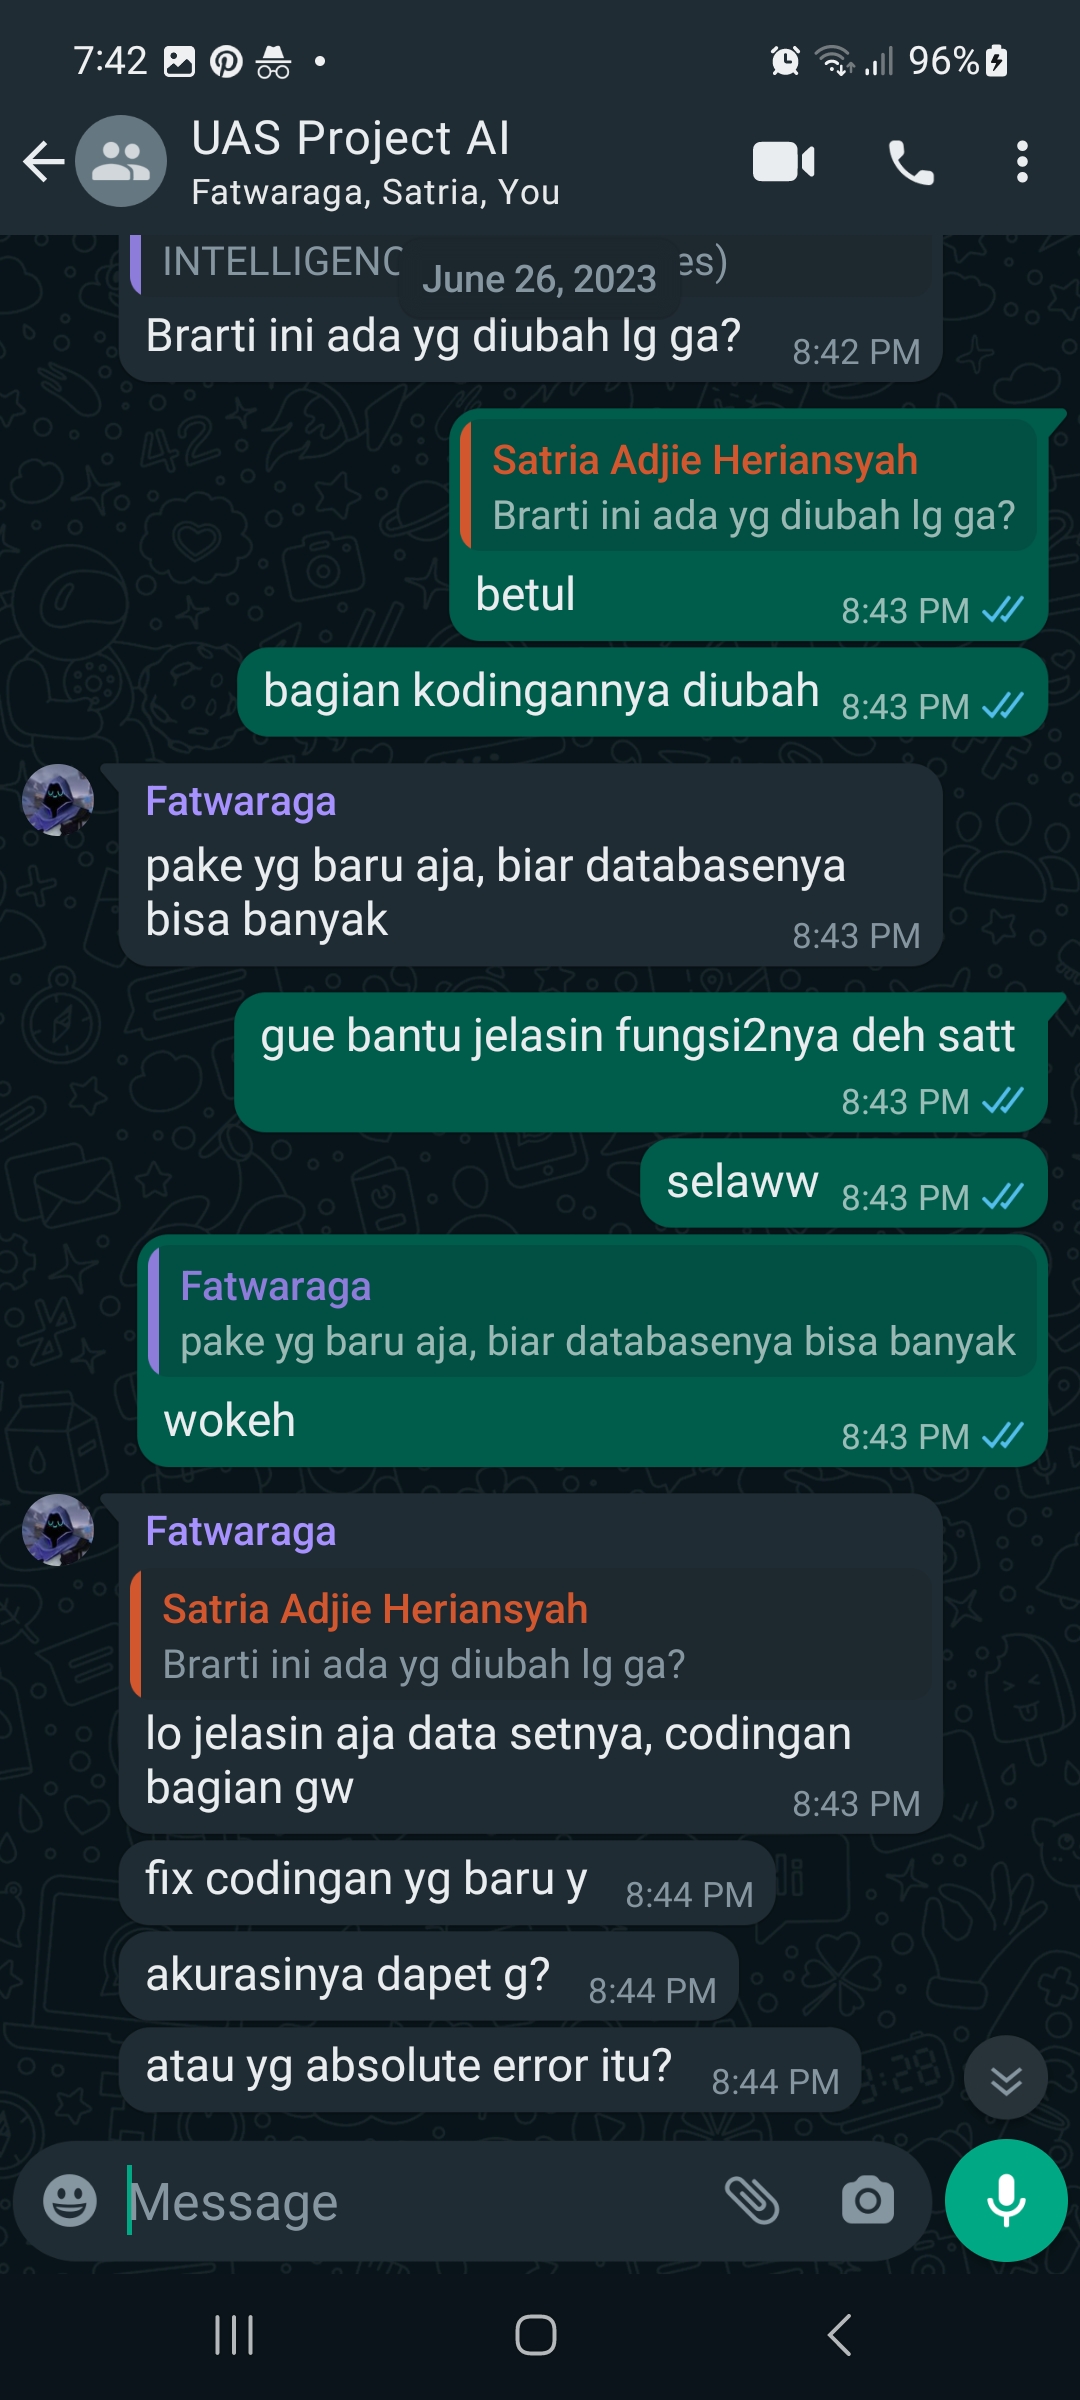 7:42
96%
UAS Project AI
Fatwaraga, Satria, You
INTELLIGENC es)
June 26, 2023
Brarti ini ada yg diubah lg ga?
8:42 PM
Satria Adjie Heriansyah
Brarti ini ada yg diubah lg ga?
betul
8:43 PM
bagian kodingannya diubah
8:43 PM
Fatwaraga
pake yg baru aja, biar databasenya
bisa banyak
8:43 PM
gue bantu jelasin fungsi2nya deh satt
8:43 PM
selaww
8:43 PM
Fatwaraga
pake yg baru aja, biar databasenya bisa banyak
wokeh
8:43 PM
Fatwaraga
Satria Adjie Heriansyah
Brarti ini ada yg diubah lg ga?
lo jelasin aja data setnya, codingan
bagian gw
8:43 PM
fix codingan yg baru y
8:44 PM
akurasinya dapet g?
8:44 PM
atau yg absolute error itu?
8:44 PM
Message